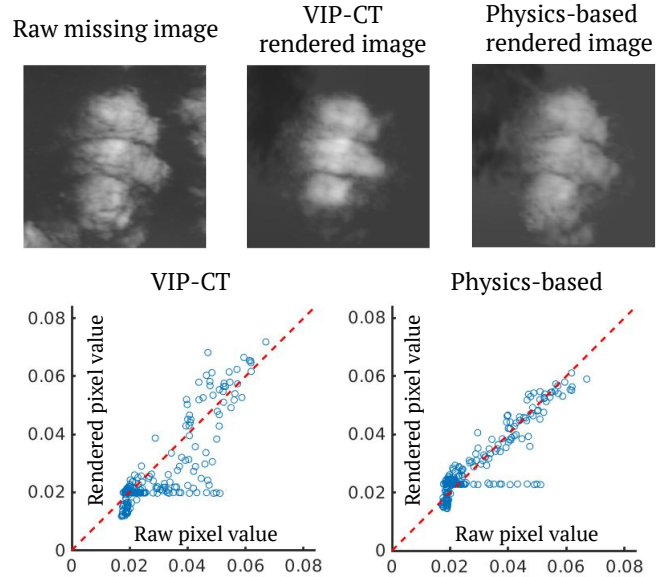 Raw missing image
VIP-CT
rendered image
Physics-based
rendered image
VIP-CT
0.08
0.06
0.04
0.02
0
Rendered pixel value
Raw pixel value
0
0.02
0.04
0.06
0.08
Physics-based
0.08
0.06
0.04
0.02
0
Rendered pixel value
Raw pixel value
0
0.02
0.04
0.06
0.08